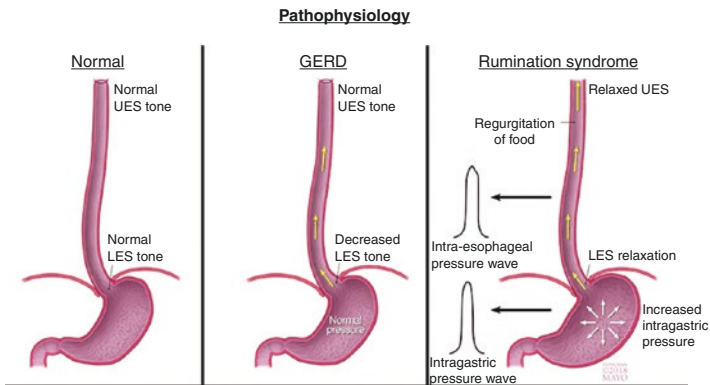 Pathophysiology
Normal
Normal
UES tone
Normal
LES tone
GERD
Normal
UES tone
Decreased
LES tone
Normal
pressure
Rumination syndrome
Relaxed UES
Regurgitation
of food
Intra-esophageal
pressure wave
LES relaxation
Increased
intragastric
pressure
Intragastric
pressure wave
©2018
MAYO